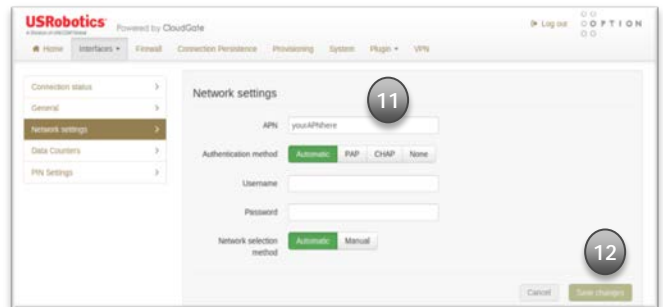 USRobotics Powered by CloudGate
Log out
OPTION
Home Interfaces Firewall Connection Persistence Provisioning System Plugin VPN
Connection status
General
Network settings
Data Counters
PIN Settings
Network settings
11
APN yourAPNhere
Authentication method Automatic PAP CHAP None
Username
Password
Network selection method Automatic Manual
12
Cancel Save changes